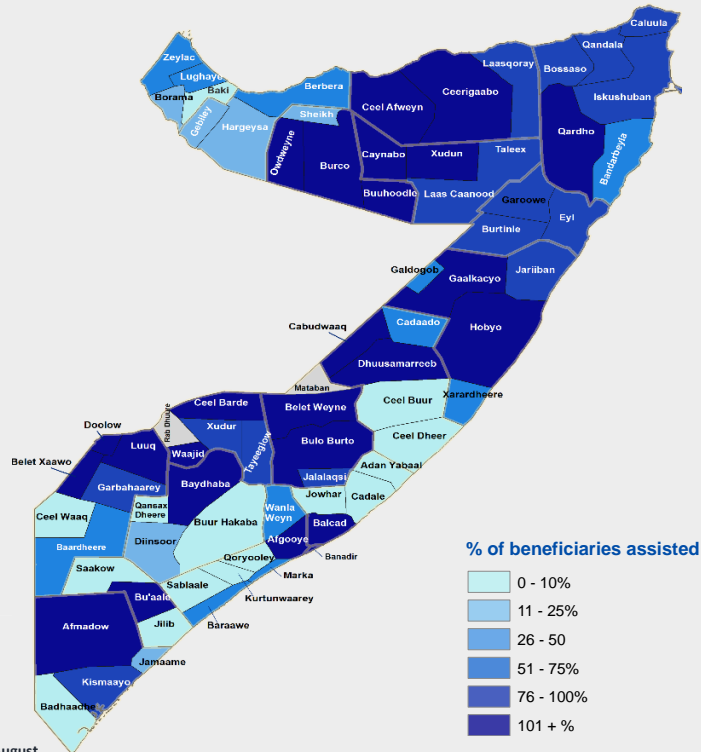 Caluula
Qandala
Zeylac
Laasqoray
Bossaso
Lughaye
Berbera
Ceerigaabo
Iskushuban
Borama
Baki
Ceel Afweyn
Gebiley
Sheikh
Hargeysa
Qardho
Owdweyne
Caynabo
Xudun
Taleex
Bandarbeyla
Burco
Buuhoodle
Laas Caanood
Garoowe
Eyl
Burtinle
Galdogob
Gaalkacyo
Jariiban
Cabudwaaq
Cadaado
Hobyo
Dhuusamarreeb
Mataban
Xarardheere
Ceel Barde
Belet Weyne
Ceel Buur
Doolow
Rab Dhuure
Xudur
Ceel Dheer
Luuq
Waajid
Tayeeglow
Bulo Burto
Belet Xaawo
Adan Yabaal
Garbahaarey
Baydhaba
Jalalaqsi
Jowhar
Cadale
Ceel Waaq
Qansax
Dheere
Buur Hakaba
Wanla
Weyn
Balcad
Baardheere
Diinsoor
Afgooye
Banadir
Qoryooley
Saakow
Marka
Sablaale
Kurtunwaarey
Bu'aale
Baraawe
Afmadow
Jilib
Jamaame
Kismaayo
Badhaadhe
% of beneficiaries assisted
0 - 10%
11 - 25%
26 - 50
51 - 75%
76 - 100%
101 + %